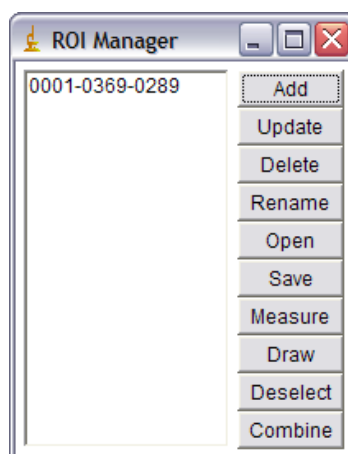 ROI Manager
0001-0369-0289
Add
Update
Delete
Rename
Open
Save
Measure
Draw
Deselect
Combine